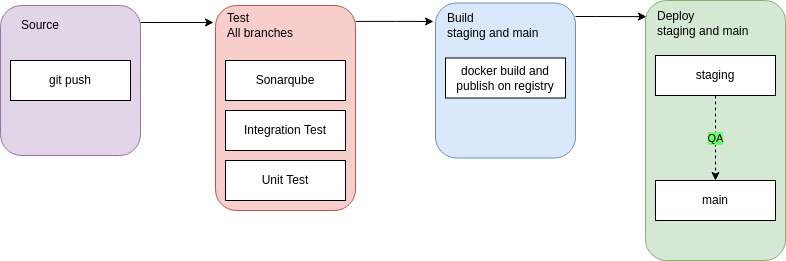 Source
git push
Test
All branches
Sonarqube
Integration Test
Unit Test
Build
staging and main
docker build and
publish on registry
Deploy
staging and main
staging
QA
main